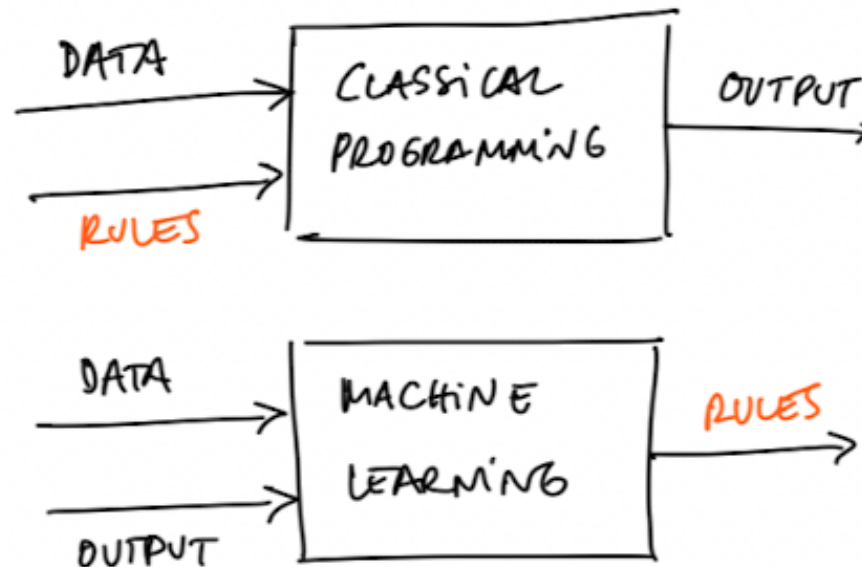 DATA
CLASSICAL
PROGRAMMING
OUTPUT
RULES
DATA
MACHINE
LEARNING
RULES
OUTPUT